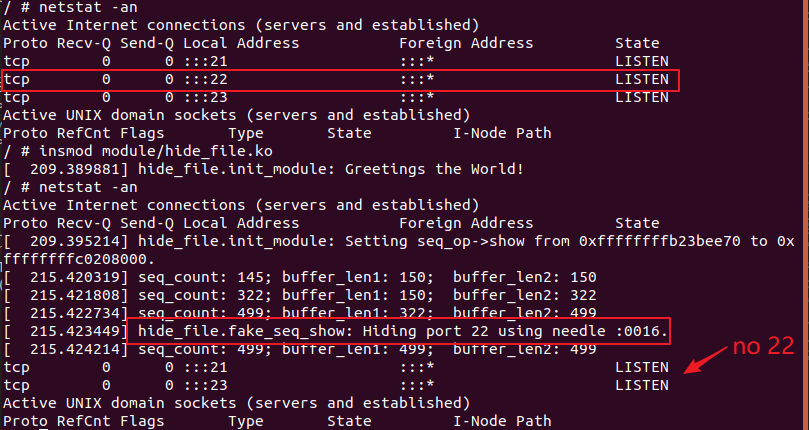 / # netstat -an
Active Internet connections (servers and established)
Proto Recv-Q Send-Q Local Address           Foreign Address         State
tcp        0      0 :::21                   :::*                    LISTEN
tcp        0      0 :::22                   :::*                    LISTEN
tcp        0      0 :::23                   :::*                    LISTEN
Active UNIX domain sockets (servers and established)
Proto RefCnt Flags       Type       State         I-Node Path
/ # insmod module/hide_file.ko
[  209.389881] hide_file.init_module: Greetings the World!
/ # netstat -an
Active Internet connections (servers and established)
Proto Recv-Q Send-Q Local Address           Foreign Address         State
[  209.395214] hide_file.init_module: Setting seq_op->show from 0xffffffffb23bee70 to 0x
ffffffffc0208000.
[  215.420319] seq_count: 145; buffer_len1: 150;  buffer_len2: 150
[  215.421808] seq_count: 322; buffer_len1: 150;  buffer_len2: 322
[  215.422734] seq_count: 499; buffer_len1: 322;  buffer_len2: 499
[  215.423449] hide_file.fake_seq_show: Hiding port 22 using needle :0016.
[  215.424214] seq_count: 499; buffer_len1: 499;  buffer_len2: 499
tcp        0      0 :::21                   :::*                    LISTEN
no 22
tcp        0      0 :::23                   :::*                    LISTEN
Active UNIX domain sockets (servers and established)
Proto RefCnt Flags       Type       State         I-Node Path